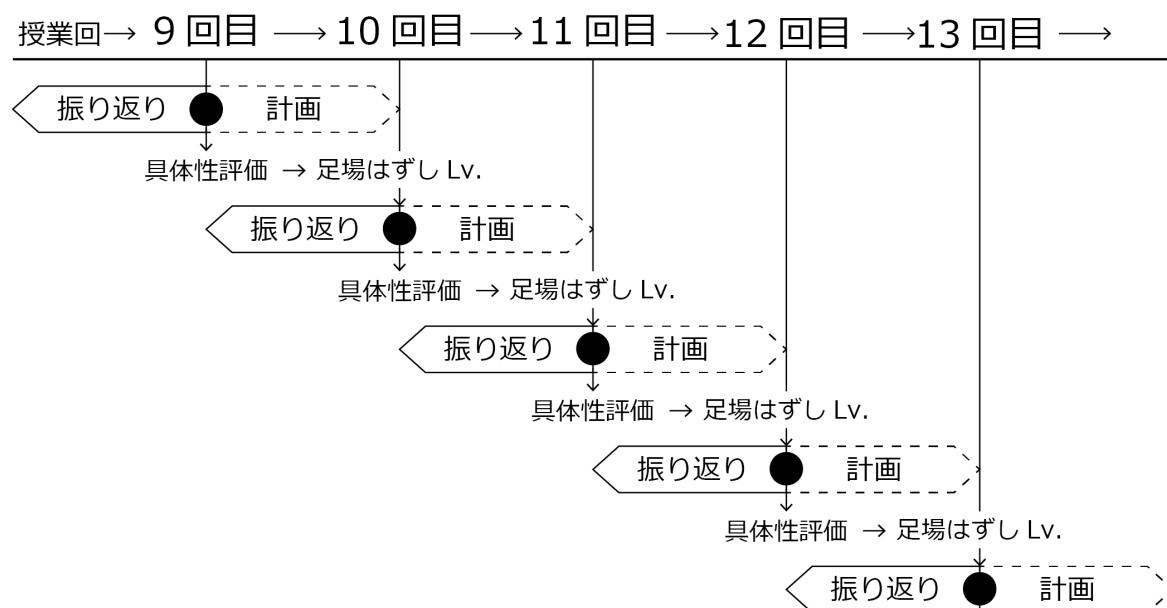 授業回→ 9 回目 → 10 回目 → 11 回目 → 12 回目 → 13 回目 →
振り返り 計画
具体性評価 → 足場はずし Lv.
振り返り 計画
具体性評価 → 足場はずし Lv.
振り返り 計画
具体性評価 → 足場はずし Lv.
振り返り 計画
具体性評価 → 足場はずし Lv.
振り返り 計画